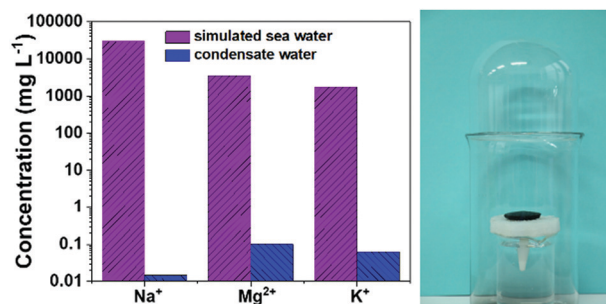 Concentration (mg L⁻¹)
100000
10000
1000
100
10
1
0.1
0.01
simulated sea water
condensate water
Na⁺
Mg²⁺
K⁺